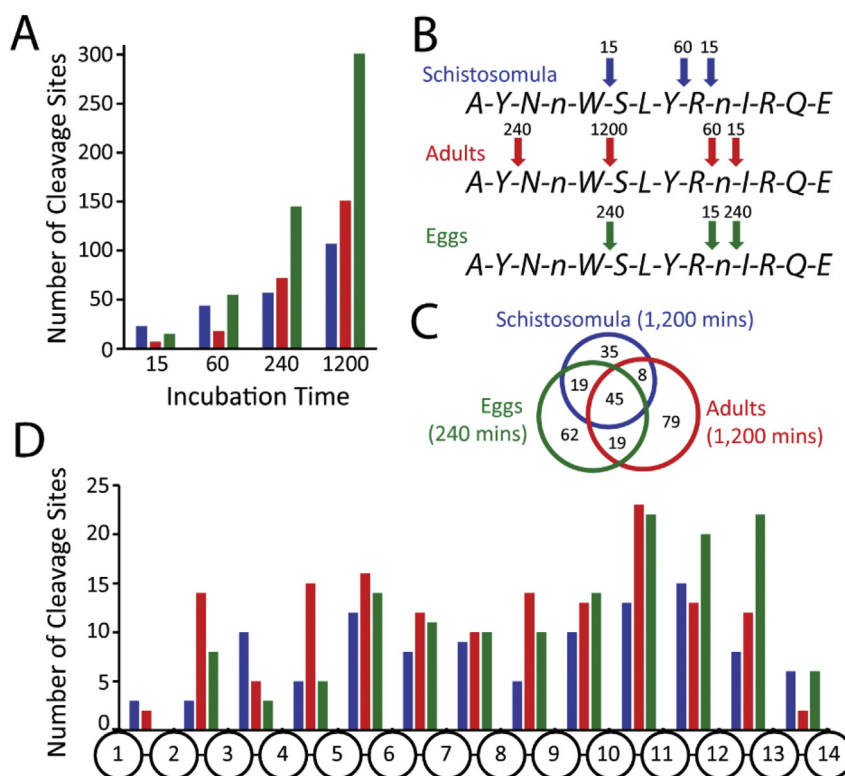 A
Number of Cleavage Sites
300
250
200
150
100
50
0
15 60 240 1200
Incubation Time
B
15 60 15
Schistosomula
A-Y-N-n-W-S-L-Y-R-n-I-R-Q-E
240 1200 60 15
Adults
A-Y-N-n-W-S-L-Y-R-n-I-R-Q-E
240 15 240
Eggs
A-Y-N-n-W-S-L-Y-R-n-I-R-Q-E
C
Schistosomula (1,200 mins)
35
19 8
45
Eggs
(240 mins)
Adults
(1,200 mins)
62 19 79
D
Number of Cleavage Sites
25
20
15
10
5
0
1 2 3 4 5 6 7 8 9 10 11 12 13 14